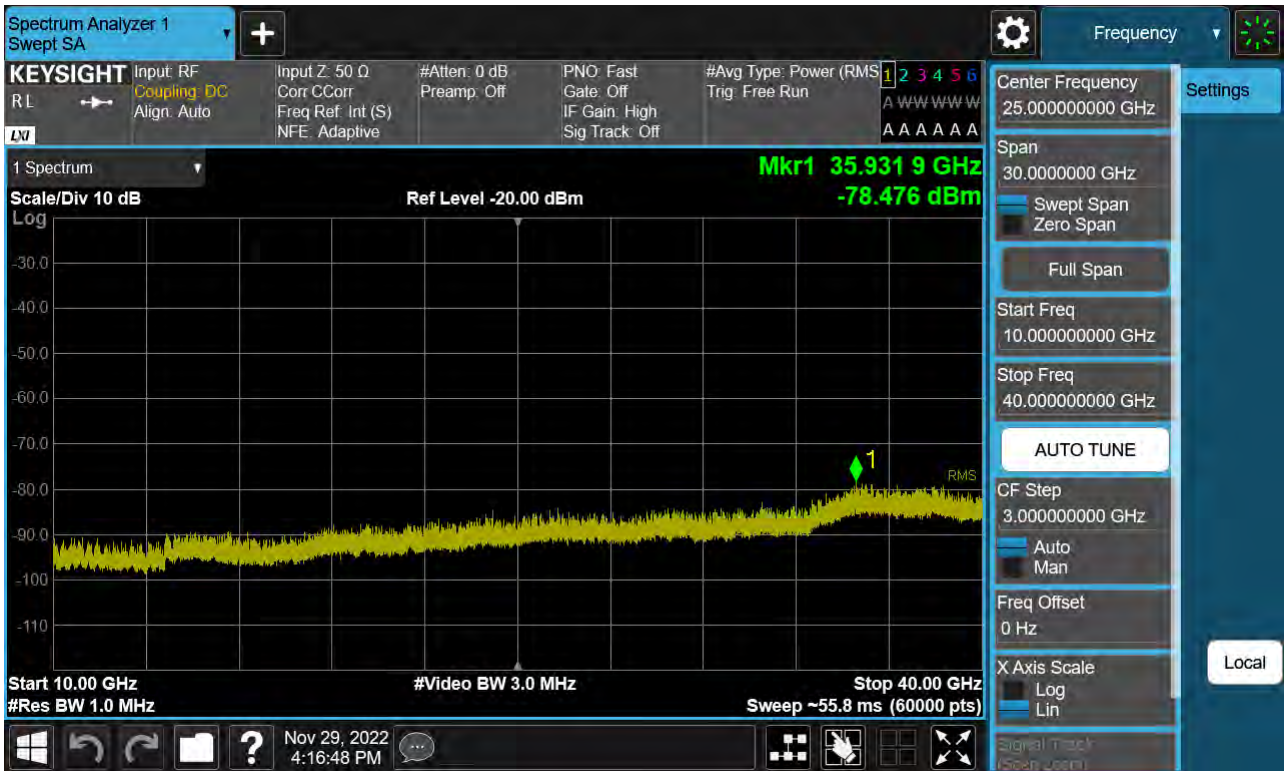 Spectrum Analyzer 1
Swept SA
+
Frequency
KEYSIGHT
RL
LXI
Input: RF
Coupling: DC
Align: Auto
Input Z: 50 Ω
Corr CCorr
Freq Ref: Int (S)
NFE: Adaptive
#Atten: 0 dB
Preamp: Off
PNO: Fast
Gate: Off
IF Gain: High
Sig Track: Off
#Avg Type: Power (RMS
Trig: Free Run
1 2 3 4 5 6
A W W W W W
A A A A A A
1 Spectrum
Scale/Div 10 dB
Log
Ref Level -20.00 dBm
Mkr1 35.931 9 GHz
-78.476 dBm
-30.0
-40.0
-50.0
-60.0
-70.0
-80.0
-90.0
-100
-110
1
RMS
Start 10.00 GHz
#Res BW 1.0 MHz
#Video BW 3.0 MHz
Stop 40.00 GHz
Sweep ~55.8 ms (60000 pts)
Center Frequency
25.000000000 GHz
Span
30.0000000 GHz
Swept Span
Zero Span
Full Span
Start Freq
10.000000000 GHz
Stop Freq
40.000000000 GHz
AUTO TUNE
CF Step
3.000000000 GHz
Auto
Man
Freq Offset
0 Hz
X Axis Scale
Log
Lin
Signal Track
(Span Zoom)
Settings
Local
?
Nov 29, 2022
4:16:48 PM